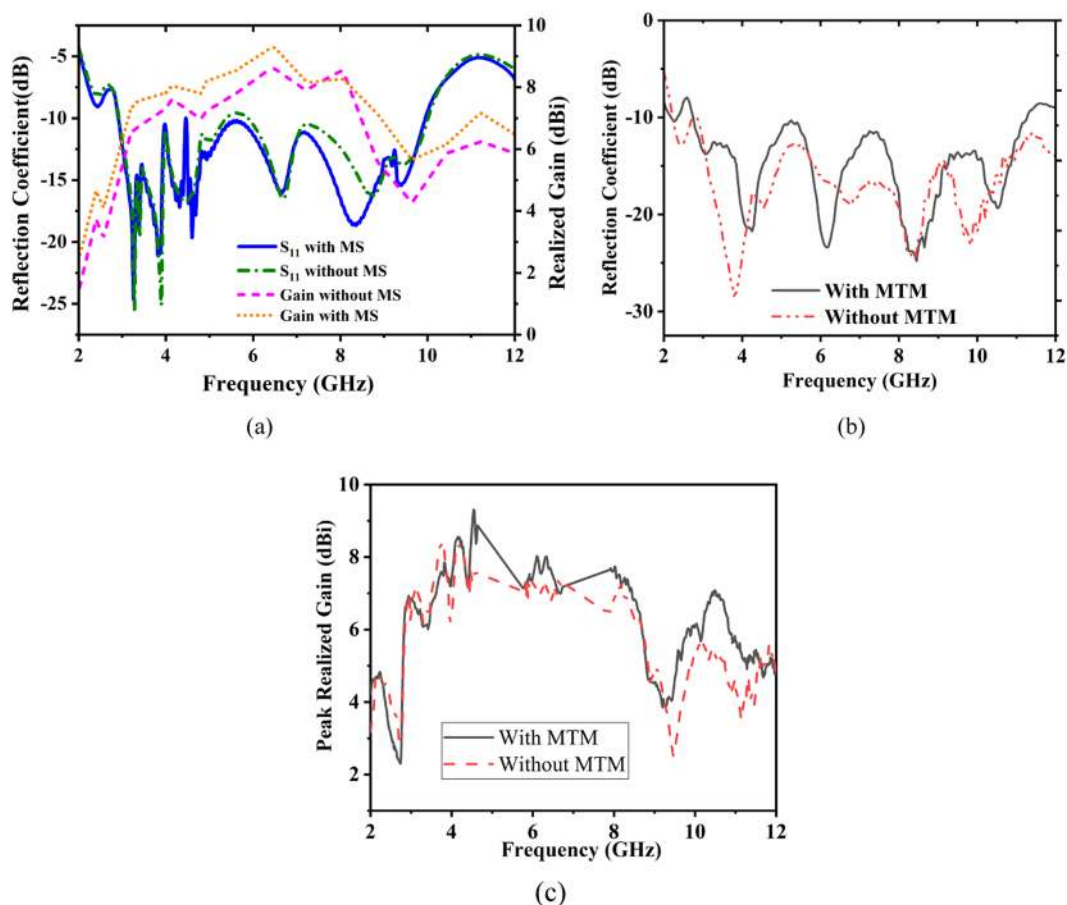 Reflection Coefficient(dB)
-5
-10
-15
-20
-25
10
8
6
4
2
0
Realized Gain (dBi)
S11 with MS
S11 without MS
Gain without MS
Gain with MS
2 4 6 8 10 12
Frequency (GHz)
(a)
Reflection Coefficient (dB)
0
-10
-20
-30
With MTM
Without MTM
2 4 6 8 10 12
Frequency (GHz)
(b)
Peak Realized Gain (dBi)
10
8
6
4
2
With MTM
Without MTM
2 4 6 8 10 12
Frequency (GHz)
(c)